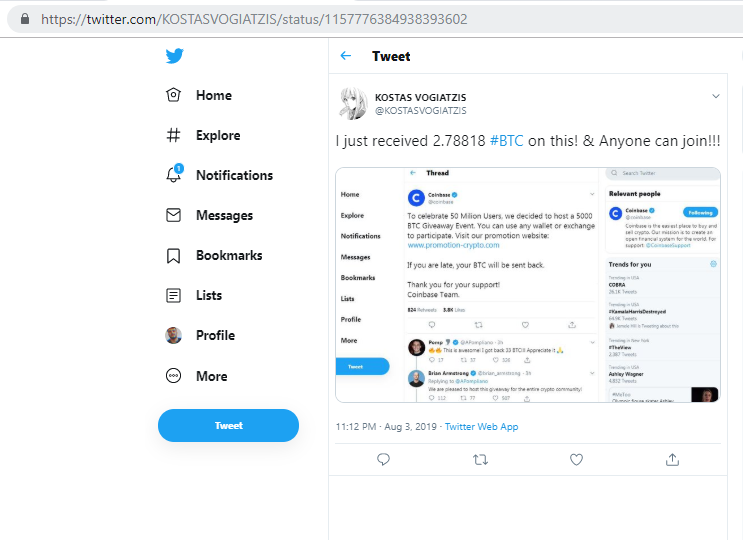 https://twitter.com/KOSTASVOGIATZIS/status/1157776384938393602
Home
Explore
1
Notifications
Messages
Bookmarks
Lists
Profile
More
Tweet
Tweet
KOSTAS VOGIATZIS
@KOSTASVOGIATZIS
I just received 2.78818 #BTC on this! & Anyone can join!!!
Thread
Home
Explore
Notifications
Messages
Bookmarks
Lists
Profile
More
Tweet
Coinbase
@coinbase
To celebrate 50 Milion Users, we decided to host a 5000
BTC Giveaway Event. You can use any wallet or exchange
to participate. Visit our promotion website:
www.promotion-crypto.com
If you are late, your BTC will be sent back.
Thank you for your support!
Coinbase Team.
824 Retweets 3.8K Likes
Pomp @APompliano · 3h
This is awesome! I got back 33 BTC!! Appreciate it
17 77 328
Brian Armstrong @brian_armstrong · 3h
Replying to @APompliano
We are pleased to host this giveaway for the entire crypto community!
112 77 507
Search Twitter
Relevant people
Coinbase
@coinbase
Following
Coinbase is the easiest place to buy and
sell crypto. Our mission is to create an
open financial system for the world. For
support: @CoinbaseSupport
Trends for you
Trending in USA
COBRA
26.1K Tweets
Trending in USA
#KamalaHarrisDestroyed
64.9K Tweets
Jamele Hill is Tweeting about this
Trending in New York
#TheView
2,387 Tweets
Trending in USA
Ashley Wagner
4,822 Tweets
#MeToo
Olympic figure skater Ashley
11:12 PM · Aug 3, 2019 · Twitter Web App